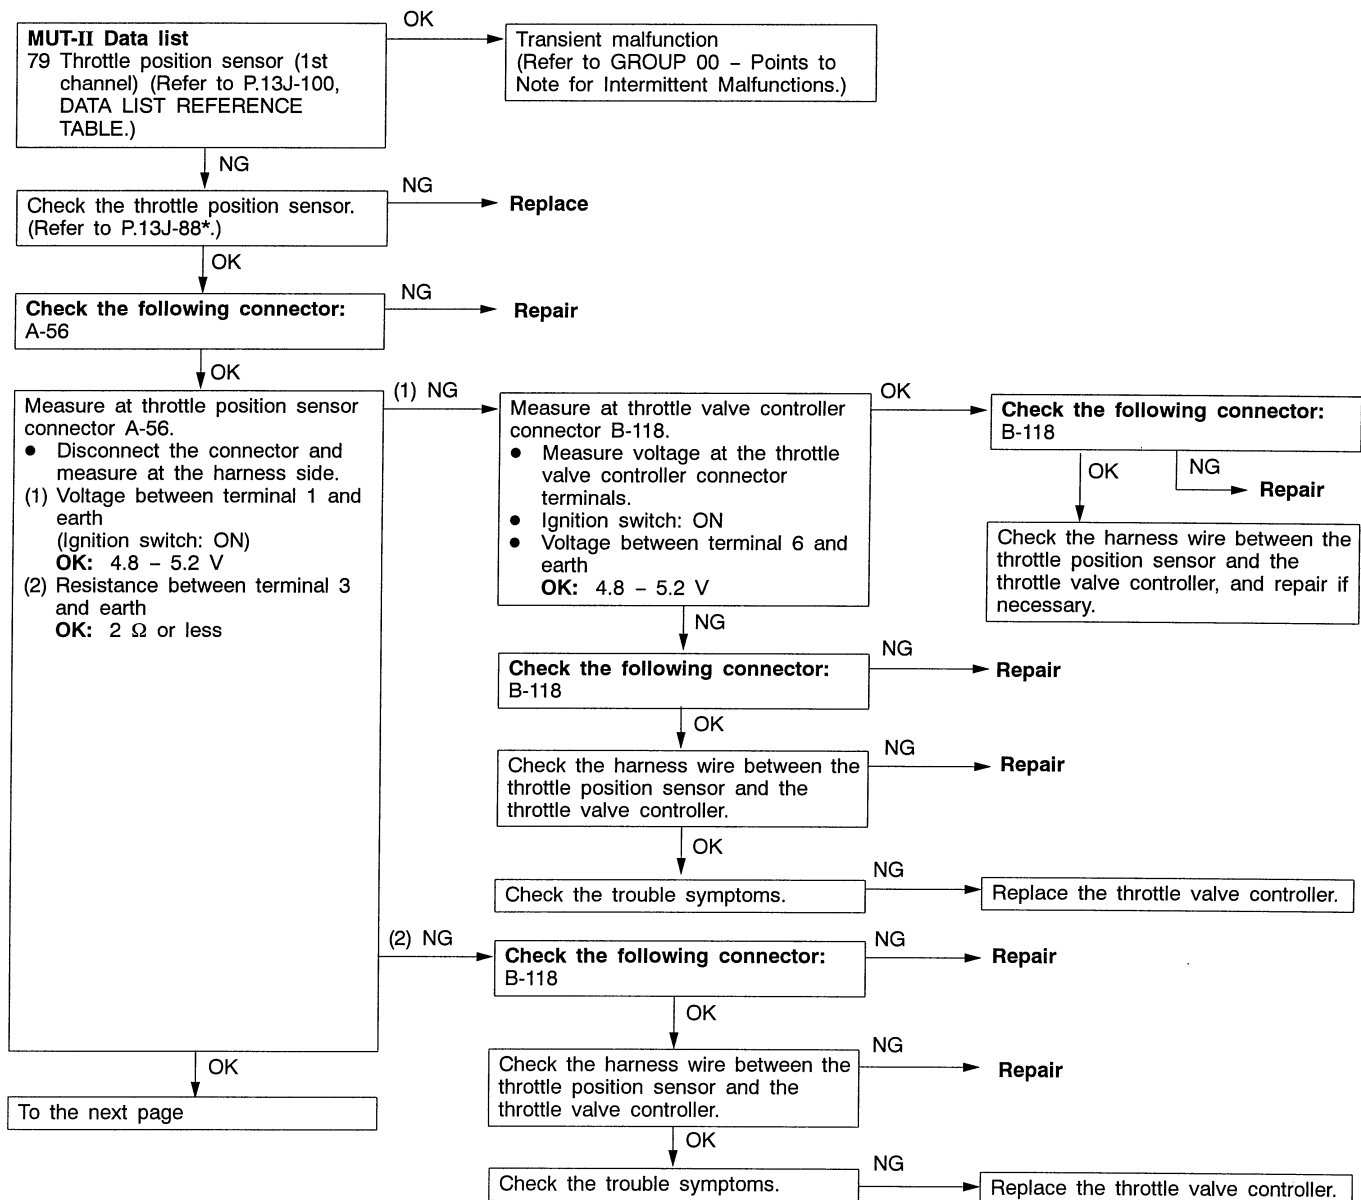 MUT-II Data list
79 Throttle position sensor (1st
channel) (Refer to P.13J-100,
DATA LIST REFERENCE
TABLE.)
OK
Transient malfunction
(Refer to GROUP 00 – Points to
Note for Intermittent Malfunctions.)
NG
Check the throttle position sensor.
(Refer to P.13J-88*.)
NG
Replace
OK
Check the following connector:
A-56
NG
Repair
OK
Measure at throttle position sensor
connector A-56.
● Disconnect the connector and
measure at the harness side.
(1) Voltage between terminal 1 and
earth
(Ignition switch: ON)
OK: 4.8 – 5.2 V
(2) Resistance between terminal 3
and earth
OK: 2 Ω or less
(1) NG
Measure at throttle valve controller
connector B-118.
● Measure voltage at the throttle
valve controller connector
terminals.
● Ignition switch: ON
● Voltage between terminal 6 and
earth
OK: 4.8 – 5.2 V
OK
Check the following connector:
B-118
OK
NG
Repair
Check the harness wire between the
throttle position sensor and the
throttle valve controller, and repair if
necessary.
NG
Check the following connector:
B-118
NG
Repair
OK
Check the harness wire between the
throttle position sensor and the
throttle valve controller.
NG
Repair
OK
Check the trouble symptoms.
NG
Replace the throttle valve controller.
(2) NG
Check the following connector:
B-118
NG
Repair
OK
Check the harness wire between the
throttle position sensor and the
throttle valve controller.
NG
Repair
OK
Check the trouble symptoms.
NG
Replace the throttle valve controller.
OK
To the next page